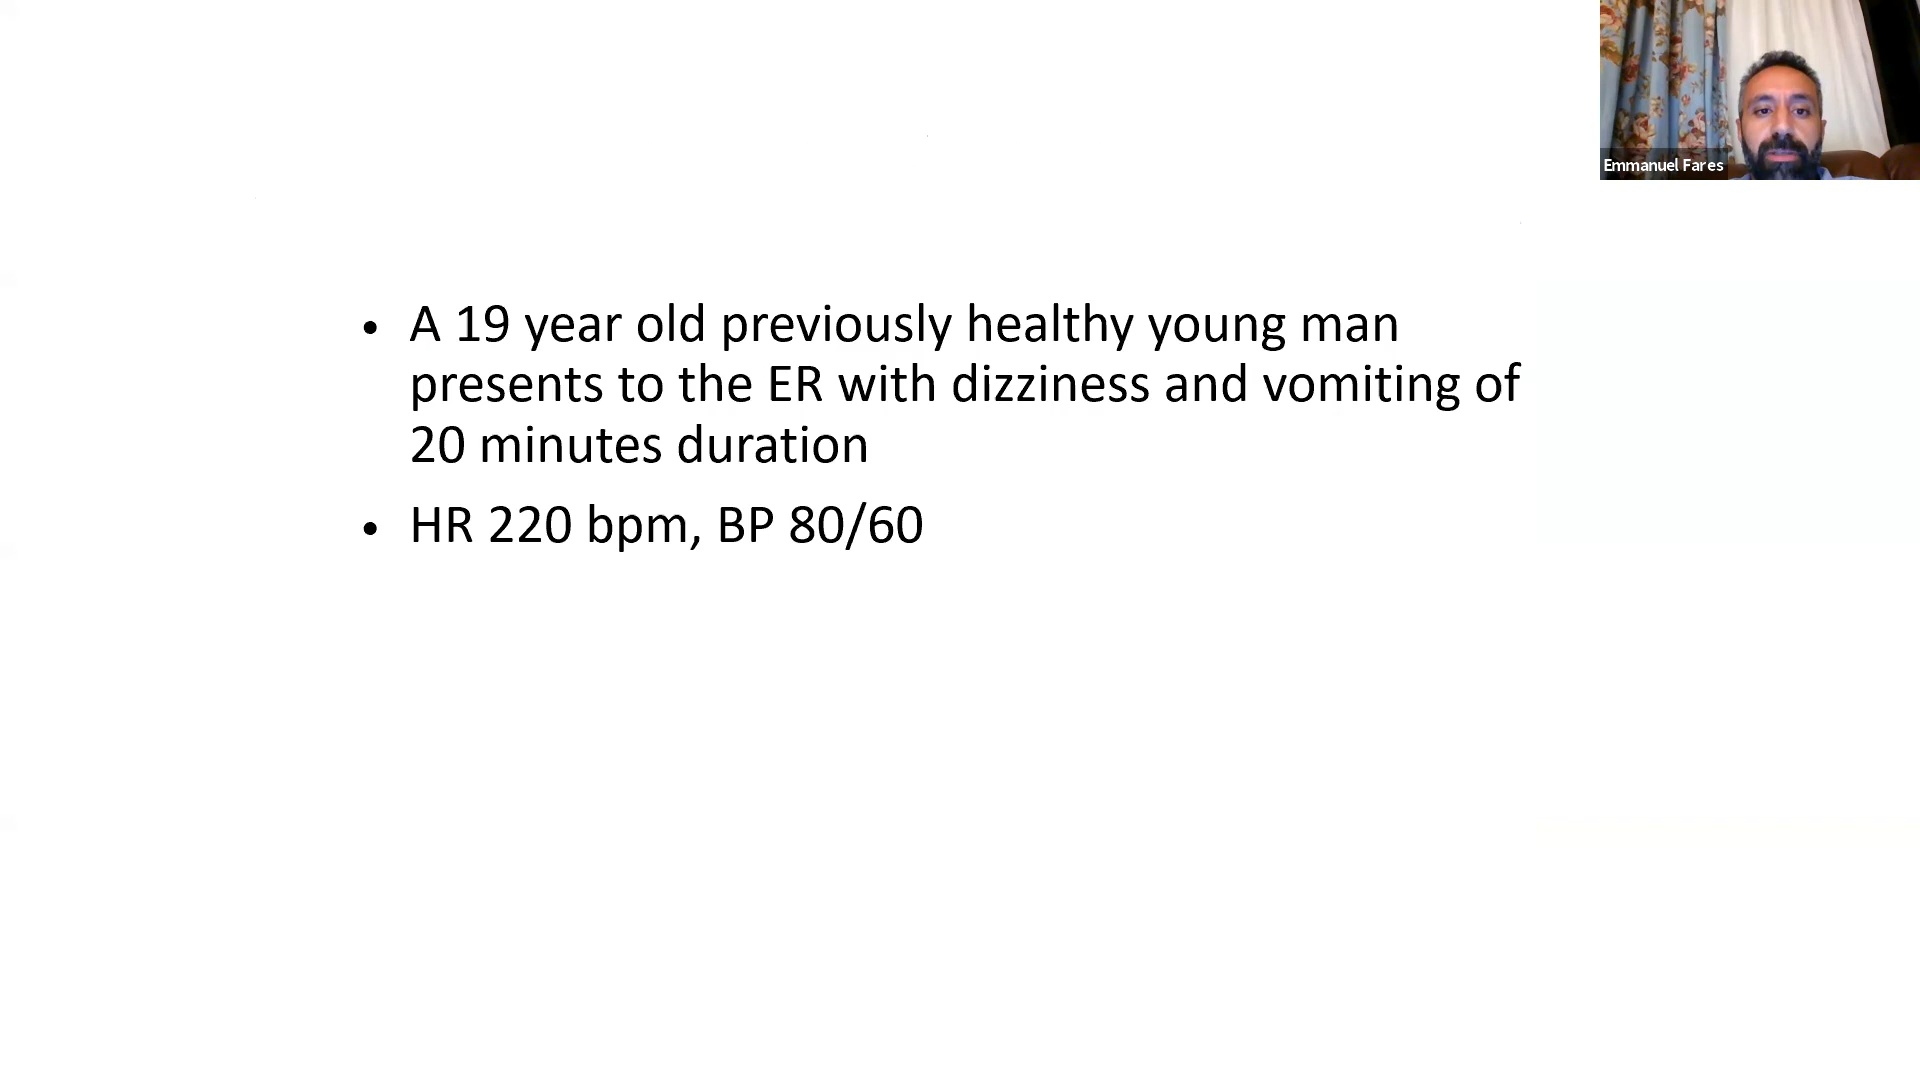 Emmanuel Fares
• A 19 year old previously healthy young man
presents to the ER with dizziness and vomiting of
20 minutes duration
• HR 220 bpm, BP 80/60